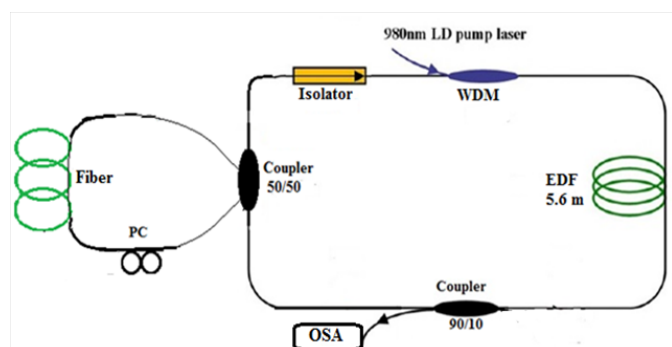 980nm LD pump laser
Isolator
WDM
Coupler
50/50
Fiber
EDF
5.6 m
PC
Coupler
90/10
OSA